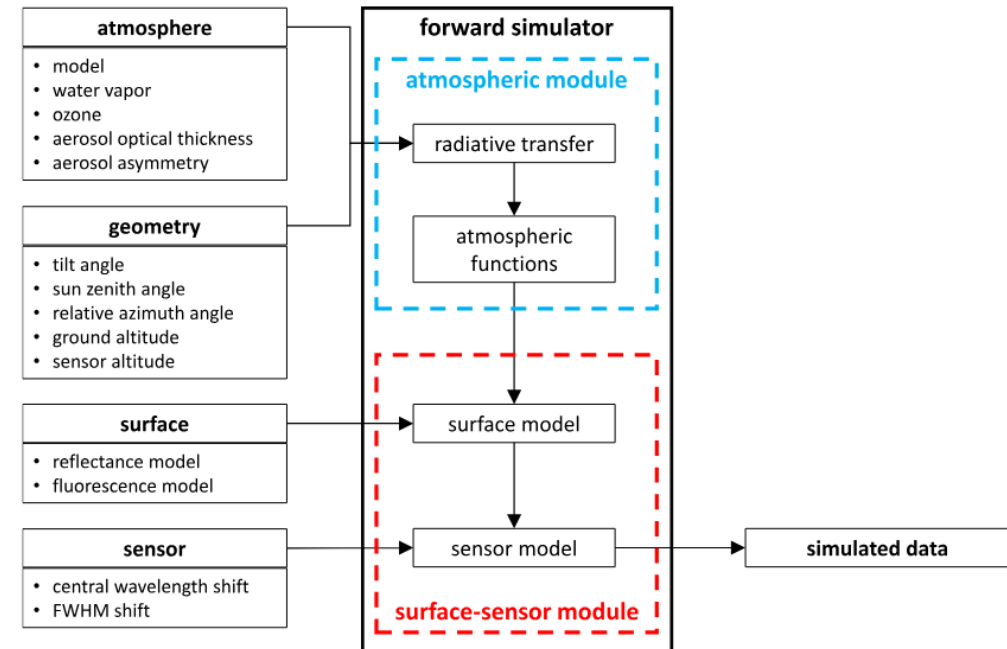 atmosphere
• model
• water vapor
• ozone
• aerosol optical thickness
• aerosol asymmetry
geometry
• tilt angle
• sun zenith angle
• relative azimuth angle
• ground altitude
• sensor altitude
surface
• reflectance model
• fluorescence model
sensor
• central wavelength shift
• FWHM shift
forward simulator
atmospheric module
radiative transfer
atmospheric
functions
surface model
sensor model
surface-sensor module
simulated data